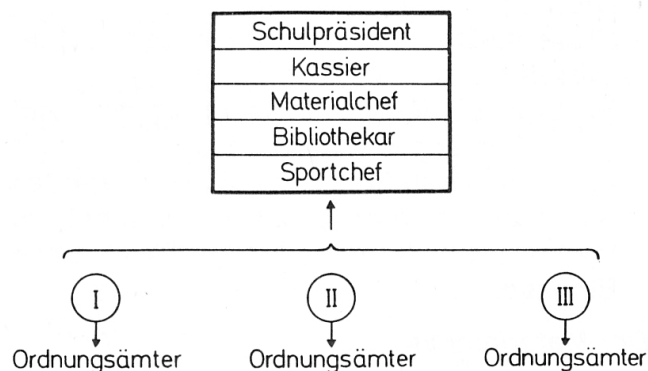 Schulpräsident
Kassier
Materialchef
Bibliothekar
Sportchef
I II III
Ordnungsämter Ordnungsämter Ordnungsämter